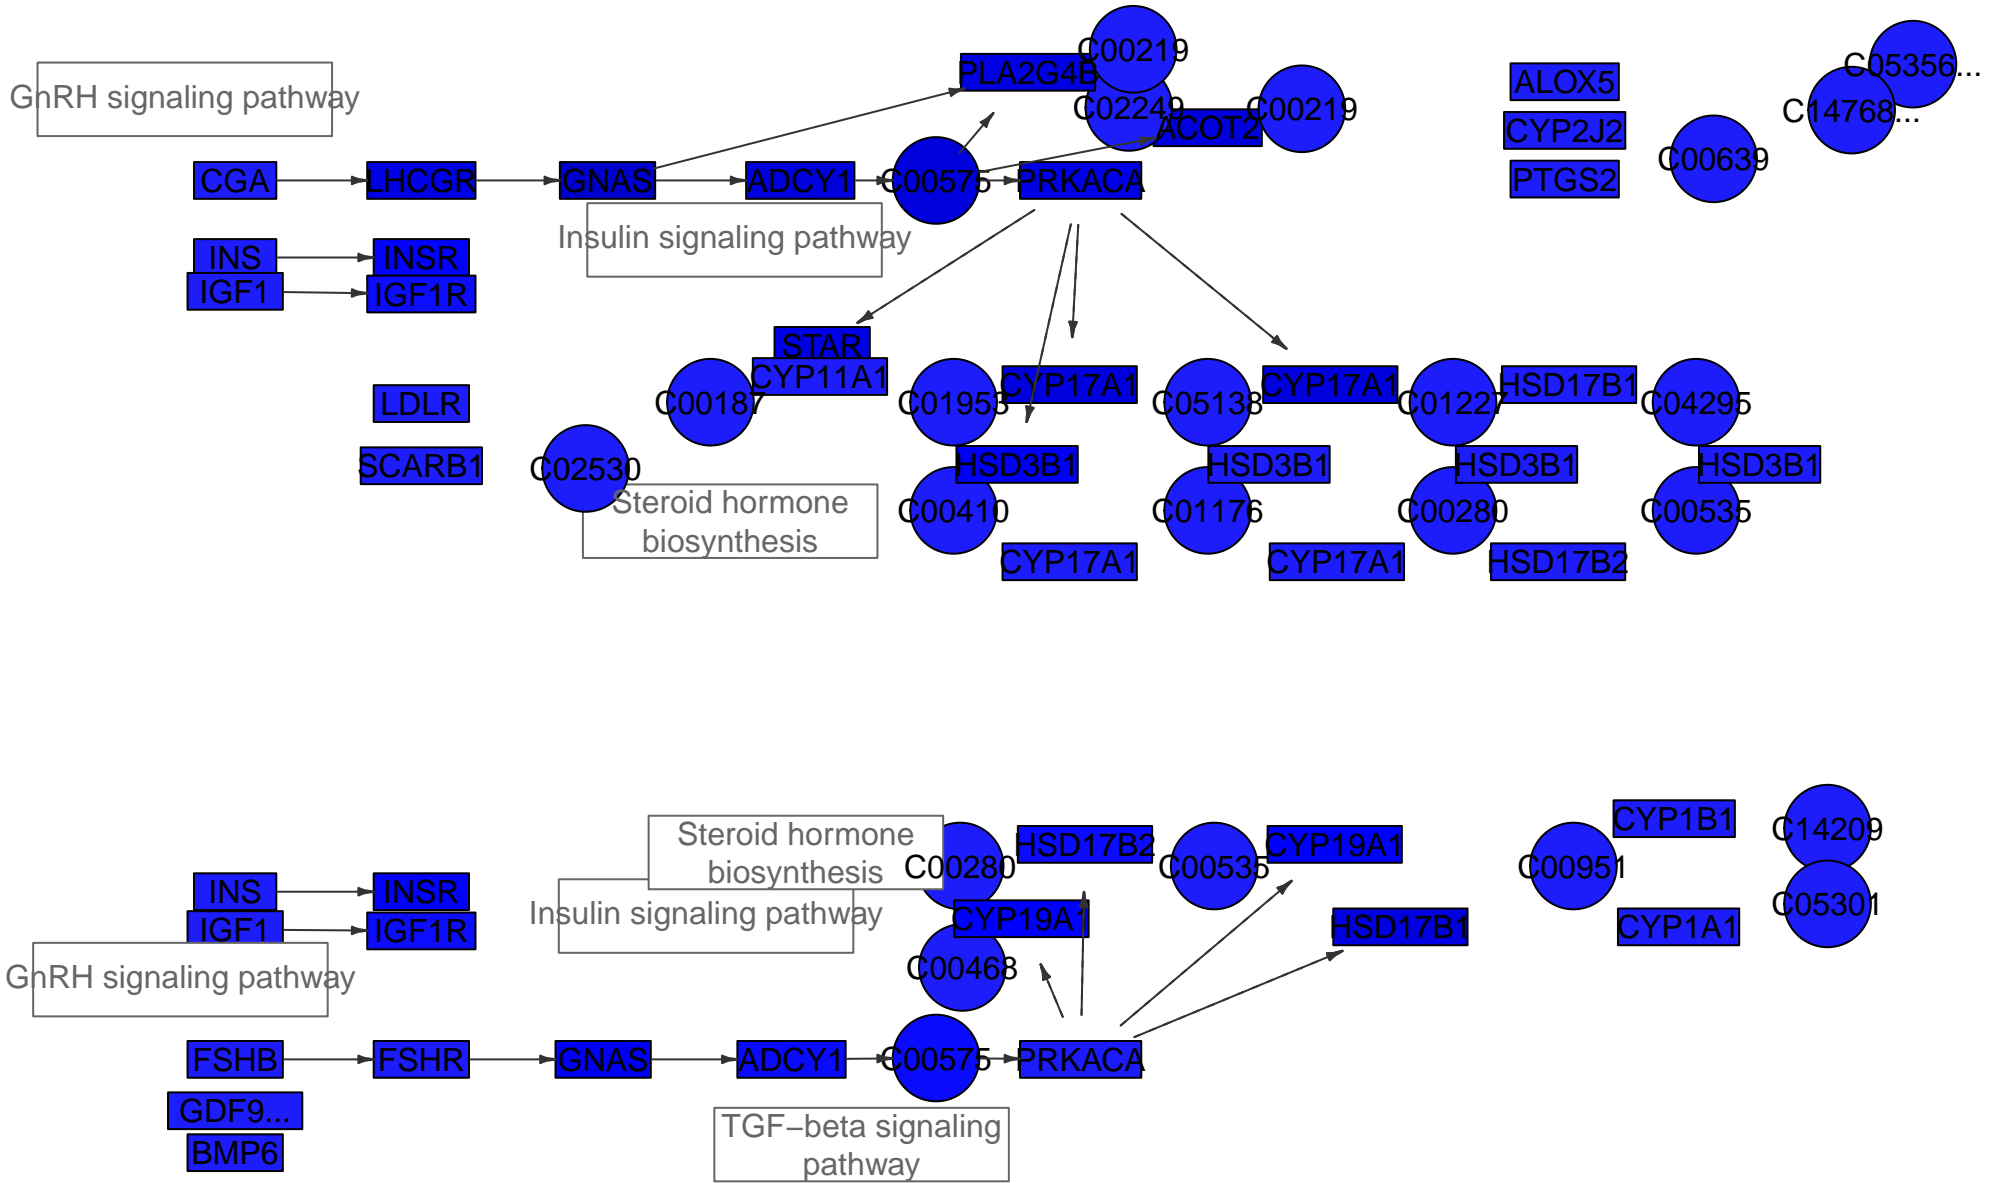 C00219
PLA2G4B
C05356...
ALOX5
GnRH signaling pathway
C02249
C00219
C14768...
ACOT2
CYP2J2
C00639
CGA
LHCGR
GNAS
ADCY1
C00575
PRKACA
PTGS2
Insulin signaling pathway
INS
INSR
IGF1
IGF1R
STAR
CYP11A1
CYP17A1
CYP17A1
HSD17B1
LDLR
C00187
C01953
C05138
C01227
C04295
SCARB1
C02530
HSD3B1
HSD3B1
HSD3B1
HSD3B1
Steroid hormone
biosynthesis
C00410
C01176
C00280
C00535
CYP17A1
CYP17A1
HSD17B2
Steroid hormone
biosynthesis
HSD17B2
CYP19A1
CYP1B1
C14209
C00280
C00535
C00951
INS
INSR
Insulin signaling pathway
CYP19A1
C05301
IGF1
IGF1R
HSD17B1
CYP1A1
GnRH signaling pathway
C00468
FSHB
FSHR
GNAS
ADCY1
C00575
PRKACA
GDF9...
TGF−beta signaling
pathway
BMP6